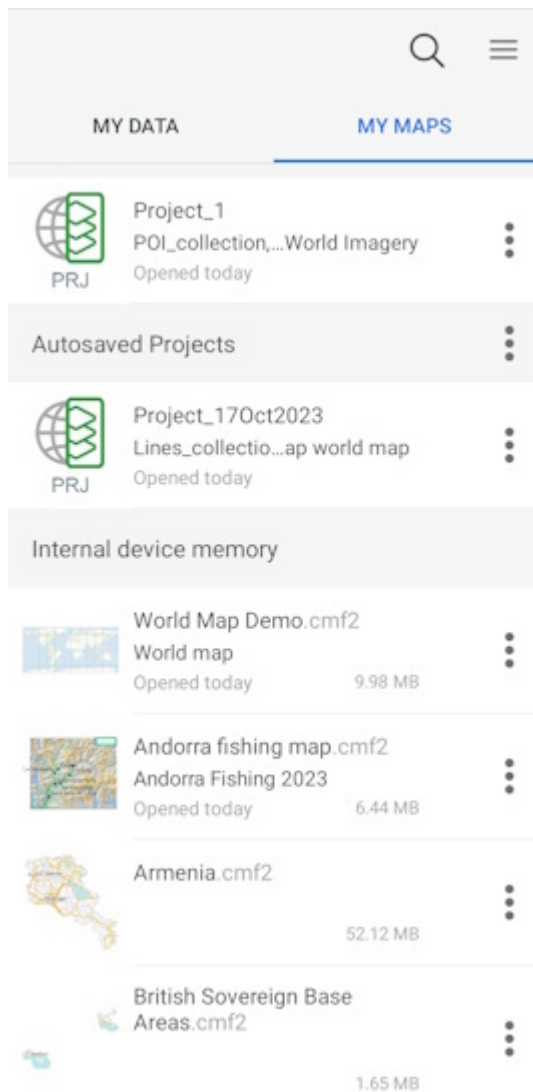 MY DATA
MY MAPS
Project_1
POI_collection,...World Imagery
Opened today
PRJ
Autosaved Projects
Project_17Oct2023
Lines_collectio...ap world map
Opened today
PRJ
Internal device memory
World Map Demo.cmf2
World map
Opened today
9.98 MB
Andorra fishing map.cmf2
Andorra Fishing 2023
Opened today
6.44 MB
Armenia.cmf2
52.12 MB
British Sovereign Base
Areas.cmf2
1.65 MB